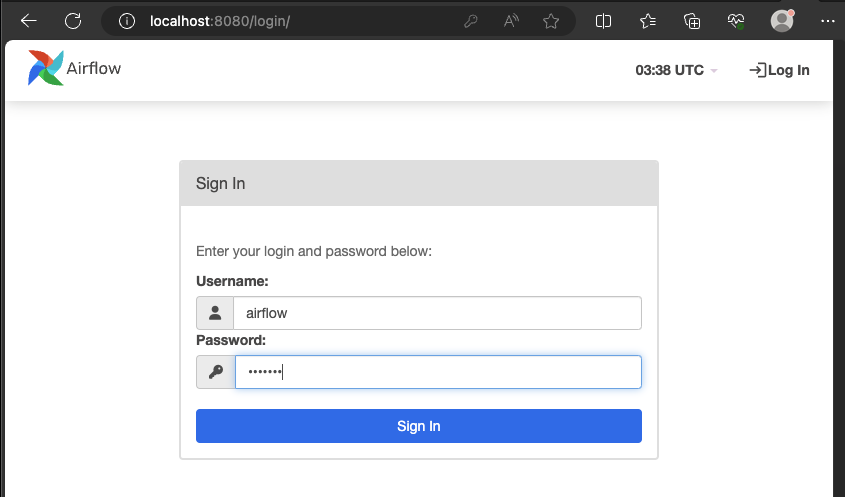 localhost:8080/login/
Airflow
03:38 UTC
Log In
Sign In
Enter your login and password below:
Username:
airflow
Password:
•••••••
Sign In